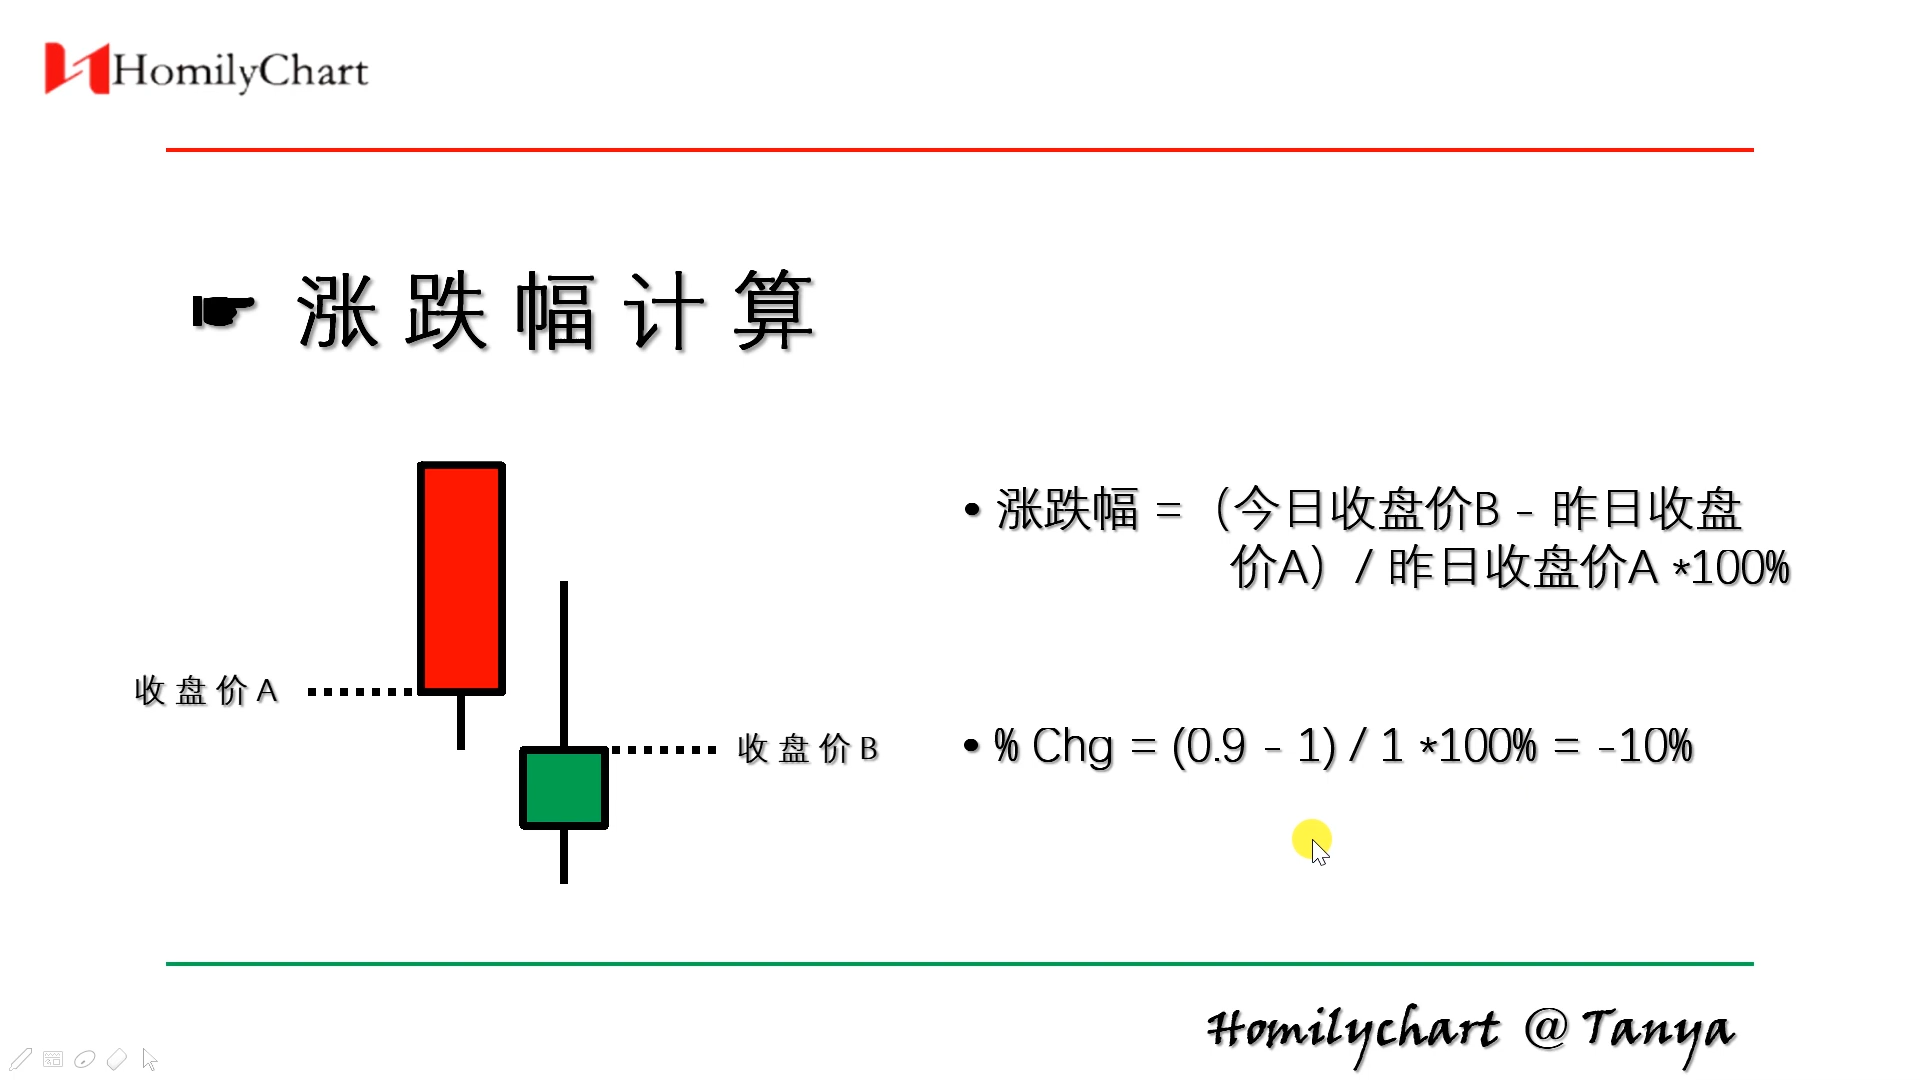 HomilyChart
☛ 涨跌幅计算
• 涨跌幅 =（今日收盘价B - 昨日收盘
价A）/ 昨日收盘价A *100%
收盘价A
收盘价B
• % Chg = (0.9 - 1) / 1 *100% = -10%
Homilychart @ Tanya